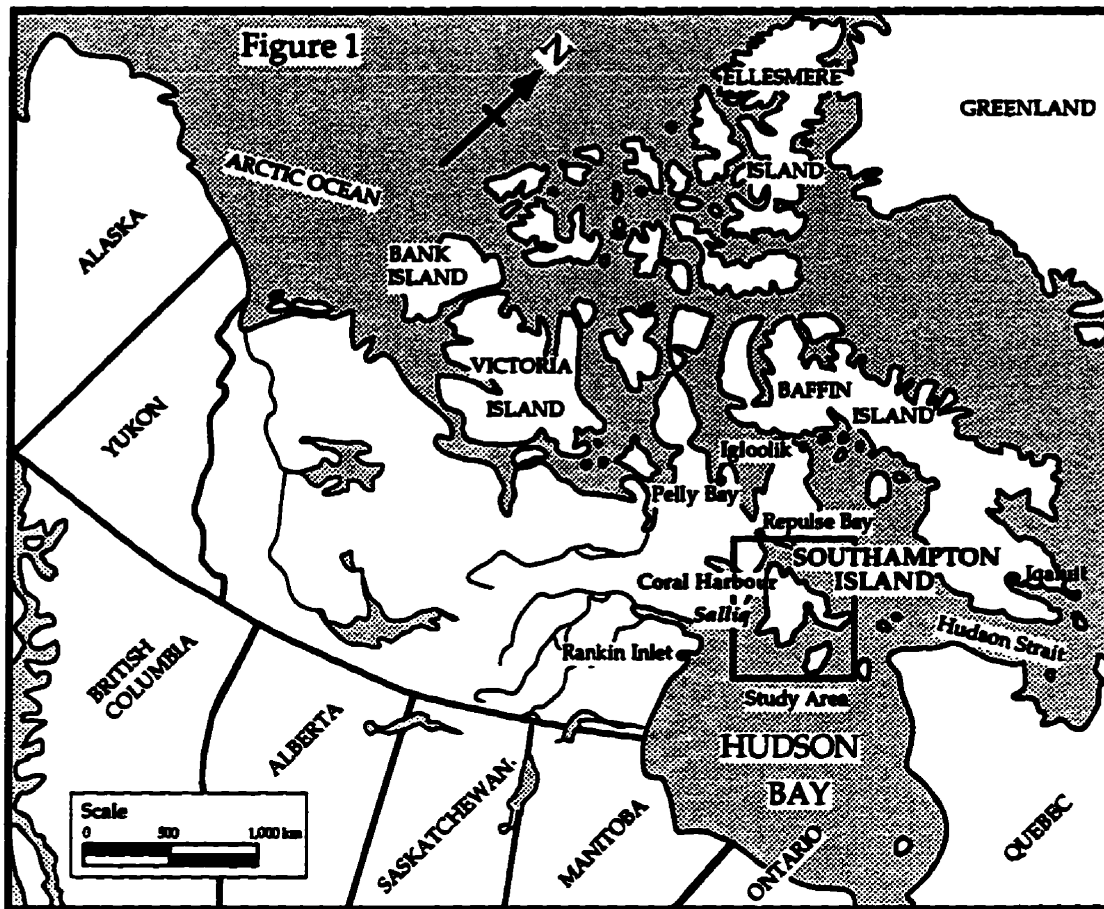 Figure 1
N
ELLESMERE
ISLAND
GREENLAND
ARCTIC OCEAN
ALASKA
BANK
ISLAND
VICTORIA
ISLAND
BAFFIN
ISLAND
YUKON
Igloolik
Pelly Bay
Repulse Bay
SOUTHAMPTON
ISLAND
Coral Harbour
Salliq
Iqaluit
Hudson Strait
Rankin Inlet
Study Area
HUDSON
BAY
BRITISH
COLUMBIA
ALBERTA
SASKATCHEWAN.
MANITOBA
ONTARIO
QUEBEC
Scale
0 500 1,000 km